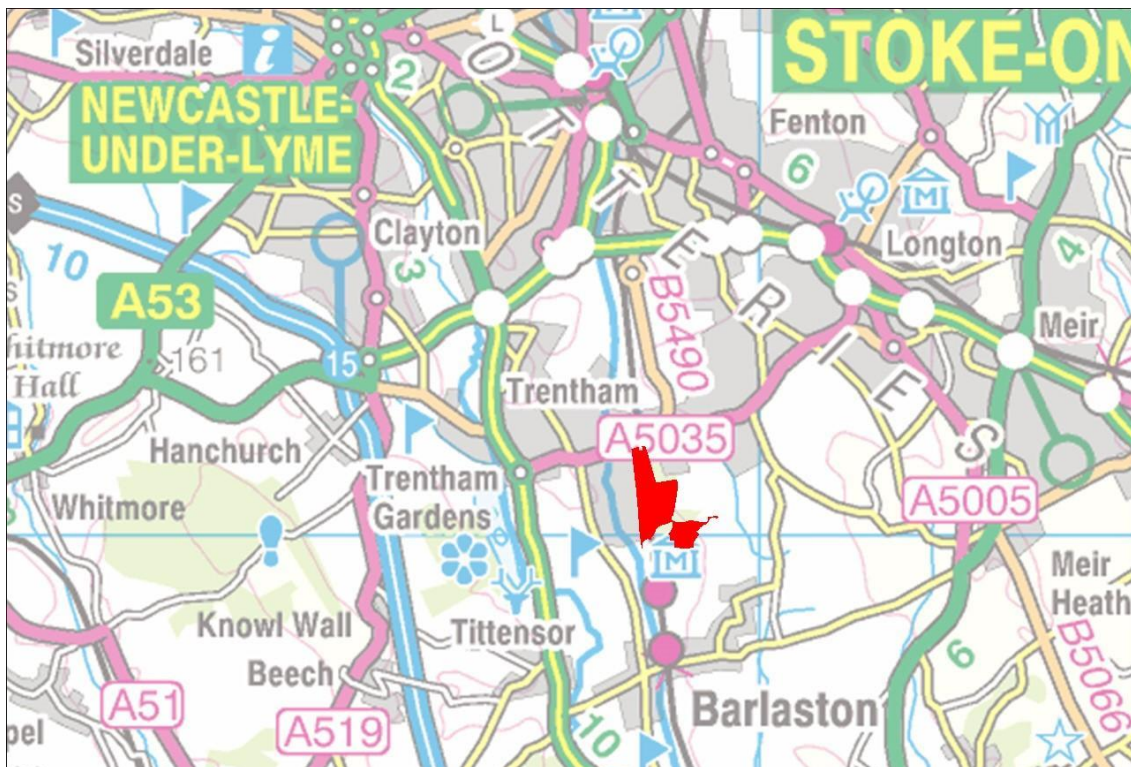 Silverdale
i
NEWCASTLE-
UNDER-LYME
2
L
O
T
T
E
R
I
E
S
STOKE-ON
Fenton
6
M
Longton
4
Clayton
3
10
A53
B5490
Meir
hitmore
Hall
161
15
Trentham
A5035
Hanchurch
Whitmore
Trentham
Gardens
A5005
M
Meir
Heath
Knowl Wall
Beech
Tittensor
6
B5066
A51
A519
Barlaston
10
pel